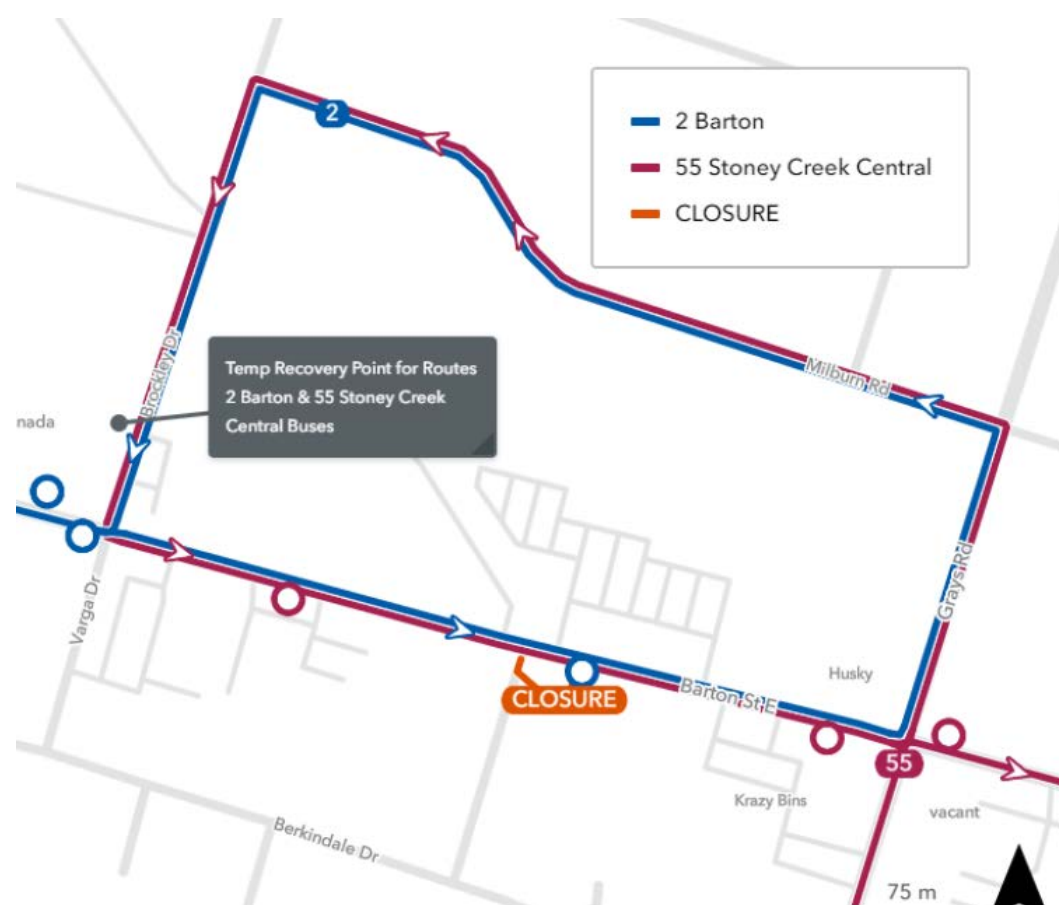 2
2 Barton
55 Stoney Creek Central
CLOSURE
Brockley Dr
Temp Recovery Point for Routes
2 Barton & 55 Stoney Creek
Central Buses
Milburn Rd
nada
Grays Rd
Varga Dr
Husky
CLOSURE
Barton St E
55
Krazy Bins
vacant
Berkindale Dr
75 m